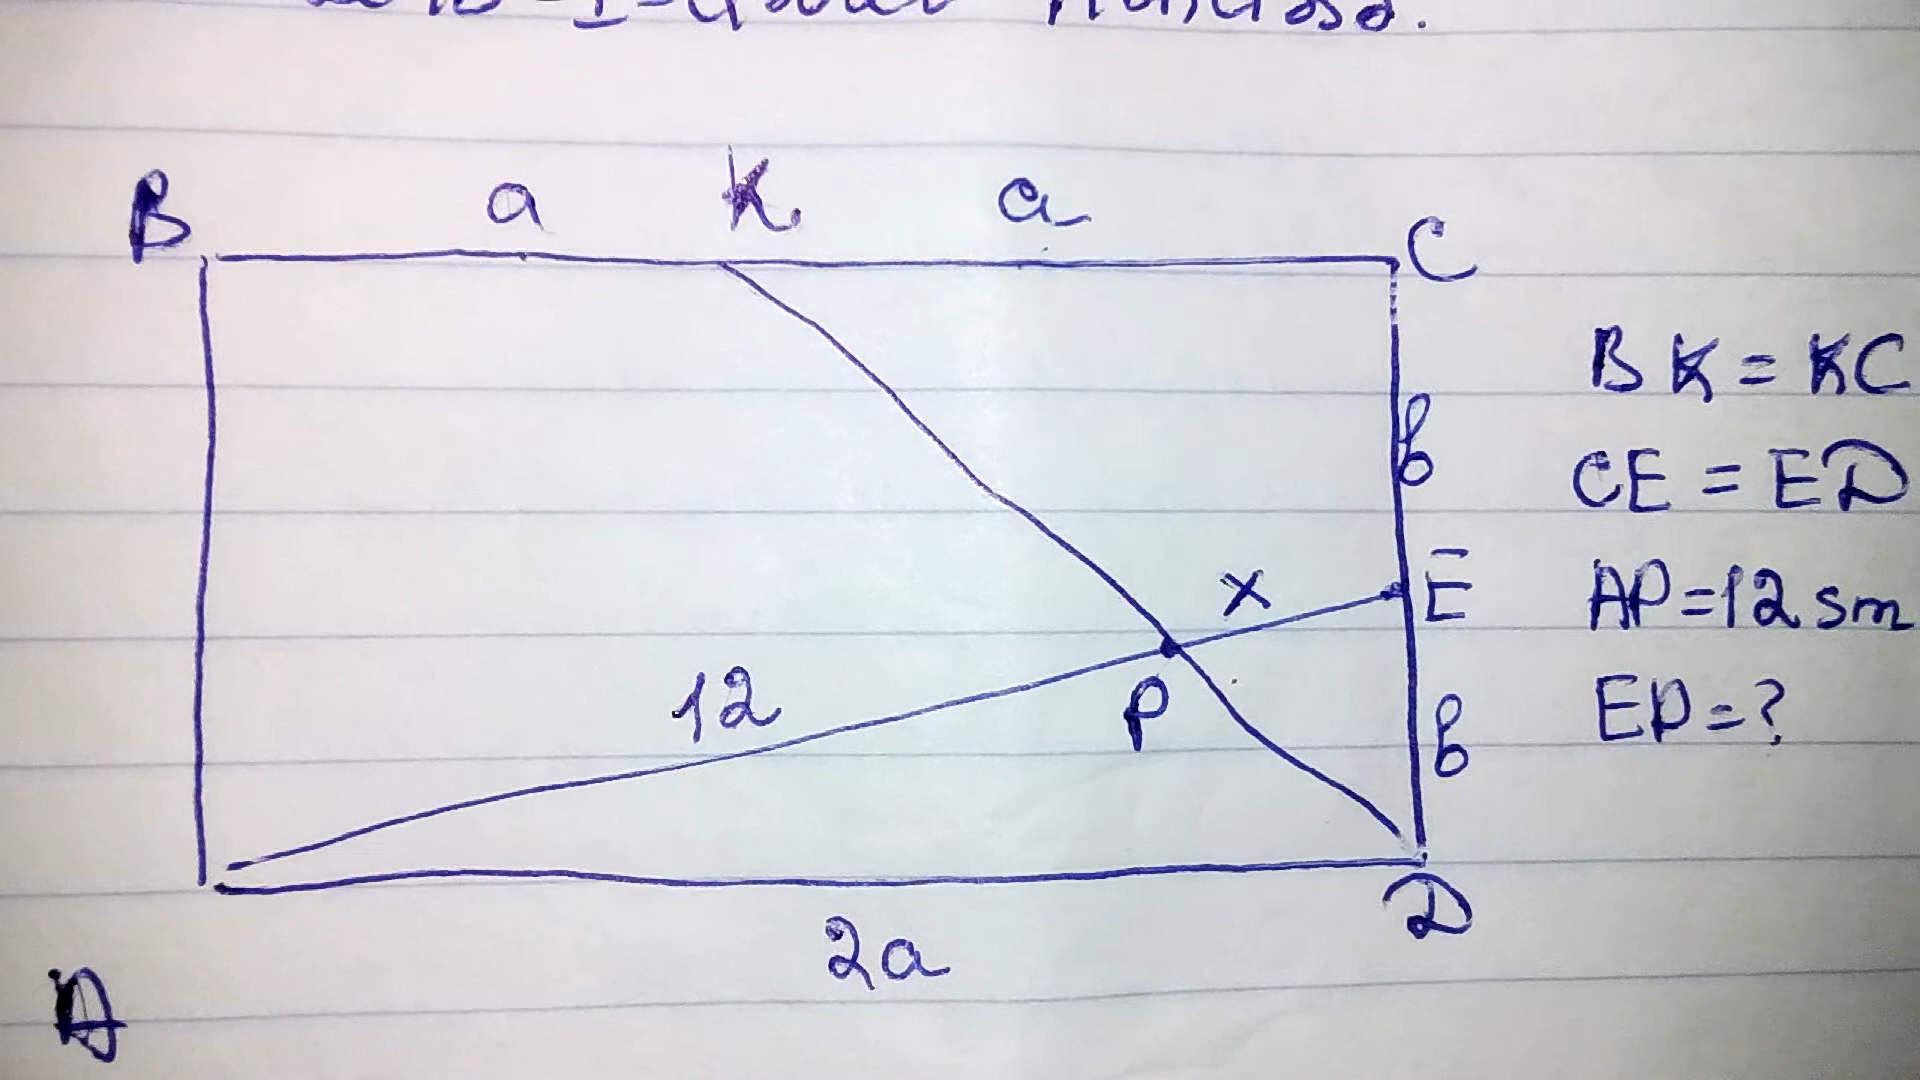 B a K a C
BK = KC
b
CE = ED
x E
AP=12 sm
12
P b
EP=?
D
2a
A